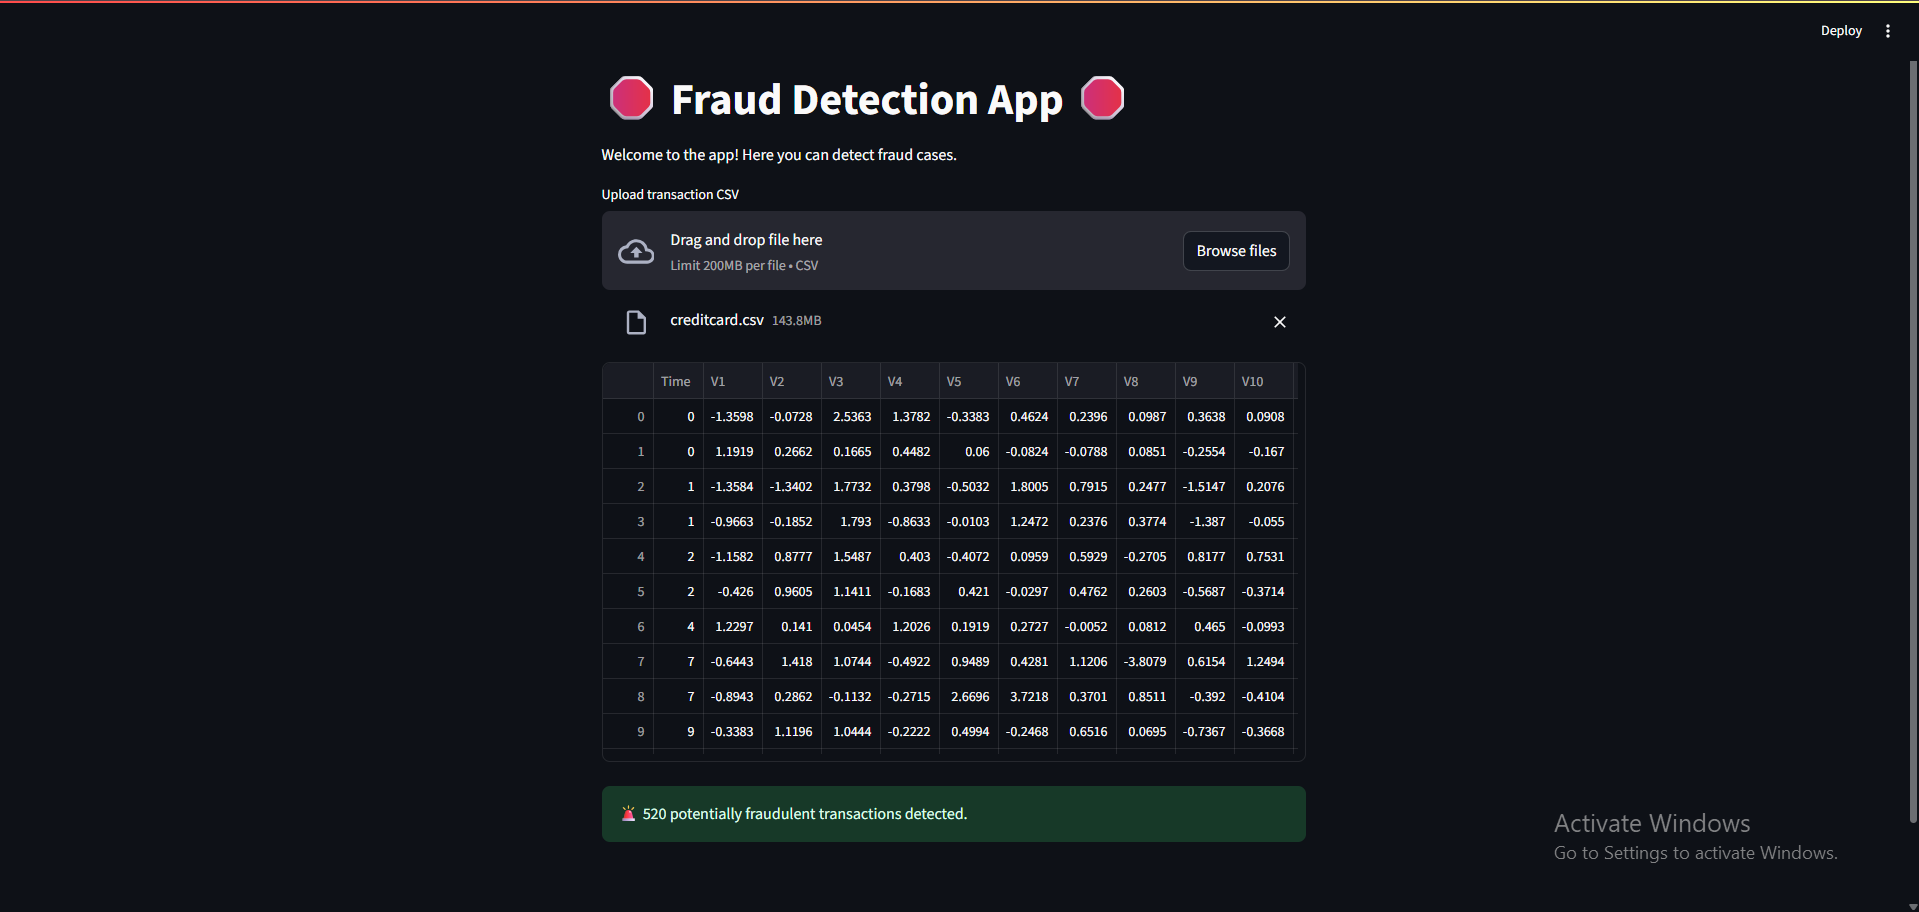 Deploy
Fraud Detection App
Welcome to the app! Here you can detect fraud cases.
Upload transaction CSV
Drag and drop file here
Limit 200MB per file • CSV
Browse files
creditcard.csv 143.8MB
Time V1 V2 V3 V4 V5 V6 V7 V8 V9 V10
0 0 -1.3598 -0.0728 2.5363 1.3782 -0.3383 0.4624 0.2396 0.0987 0.3638 0.0908
1 0 1.1919 0.2662 0.1665 0.4482 0.06 -0.0824 -0.0788 0.0851 -0.2554 -0.167
2 1 -1.3584 -1.3402 1.7732 0.3798 -0.5032 1.8005 0.7915 0.2477 -1.5147 0.2076
3 1 -0.9663 -0.1852 1.793 -0.8633 -0.0103 1.2472 0.2376 0.3774 -1.387 -0.055
4 2 -1.1582 0.8777 1.5487 0.403 -0.4072 0.0959 0.5929 -0.2705 0.8177 0.7531
5 2 -0.426 0.9605 1.1411 -0.1683 0.421 -0.0297 0.4762 0.2603 -0.5687 -0.3714
6 4 1.2297 0.141 0.0454 1.2026 0.1919 0.2727 -0.0052 0.0812 0.465 -0.0993
7 7 -0.6443 1.418 1.0744 -0.4922 0.9489 0.4281 1.1206 -3.8079 0.6154 1.2494
8 7 -0.8943 0.2862 -0.1132 -0.2715 2.6696 3.7218 0.3701 0.8511 -0.392 -0.4104
9 9 -0.3383 1.1196 1.0444 -0.2222 0.4994 -0.2468 0.6516 0.0695 -0.7367 -0.3668
520 potentially fraudulent transactions detected.
Activate Windows
Go to Settings to activate Windows.